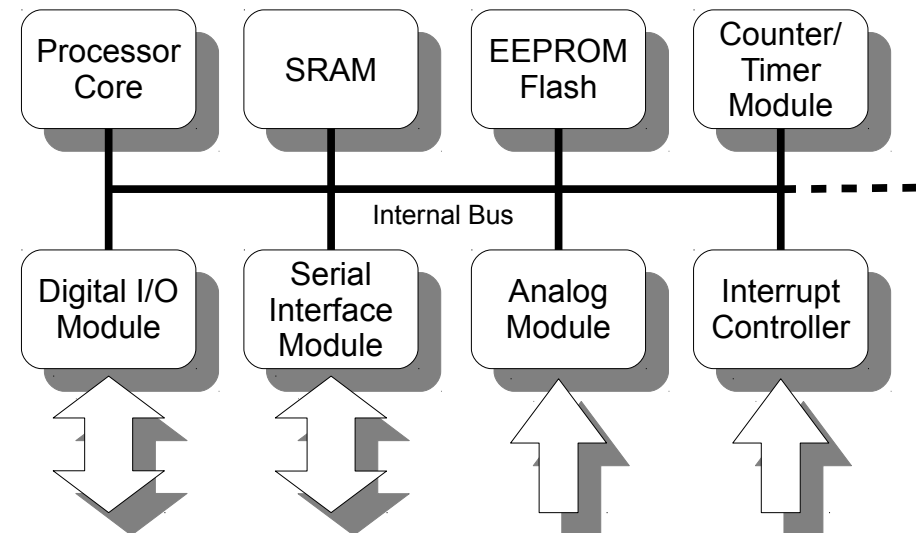 Processor
Core
SRAM
EEPROM
Flash
Counter/
Timer
Module
Internal Bus
Digital I/O
Module
Serial
Interface
Module
Analog
Module
Interrupt
Controller